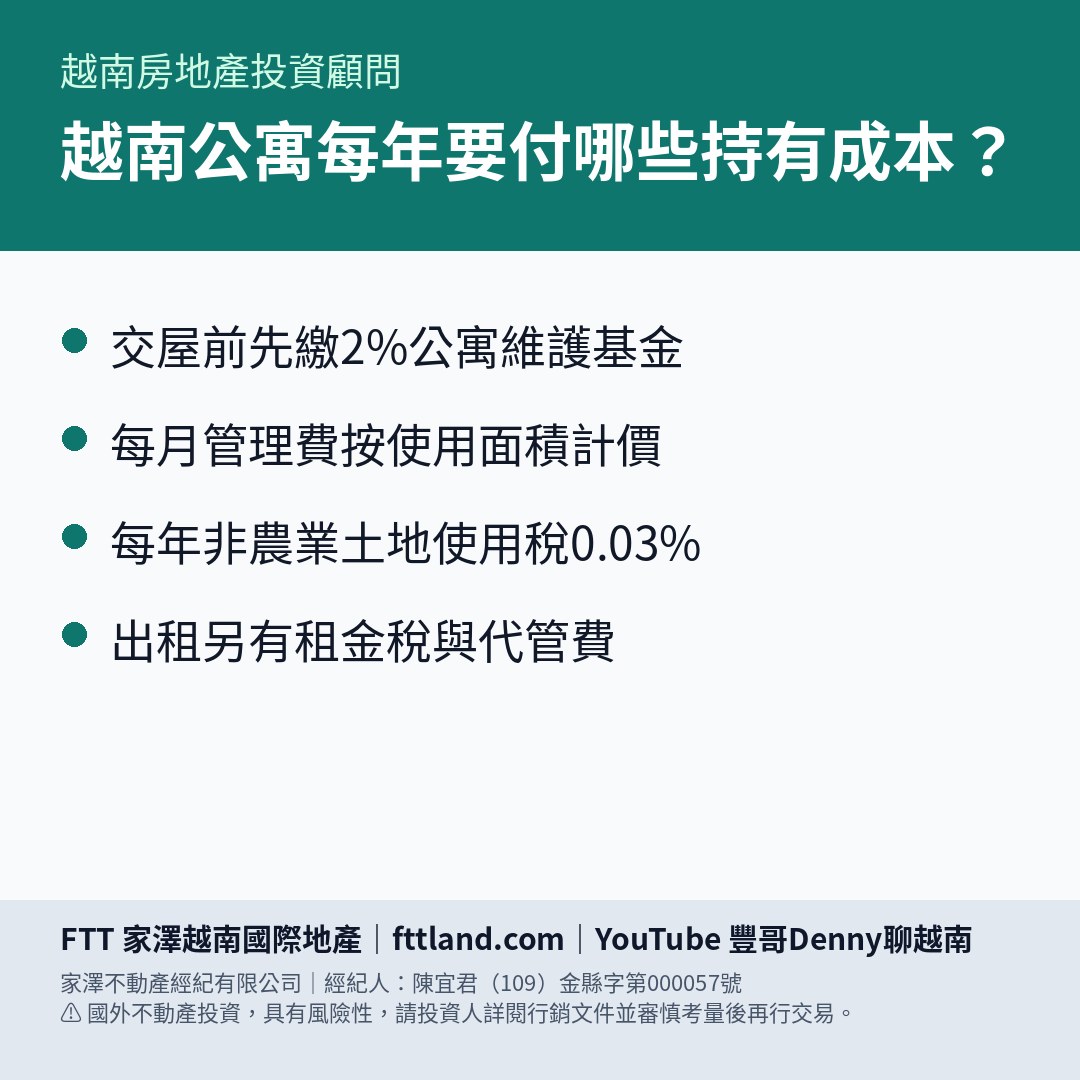 越南房地產投資顧問
越南公寓每年要付哪些持有成本？
交屋前先繳2%公寓維護基金
每月管理費按使用面積計價
每年非農業土地使用稅0.03%
出租另有租金稅與代管費
FTT 家澤越南國際地產｜fttland.com｜YouTube 豐哥Denny聊越南
家澤不動產經紀有限公司｜經紀人：陳宜君（109）金縣字第000057號
⚠ 國外不動產投資，具有風險性，請投資人詳閱行銷文件並審慎考量後再行交易。